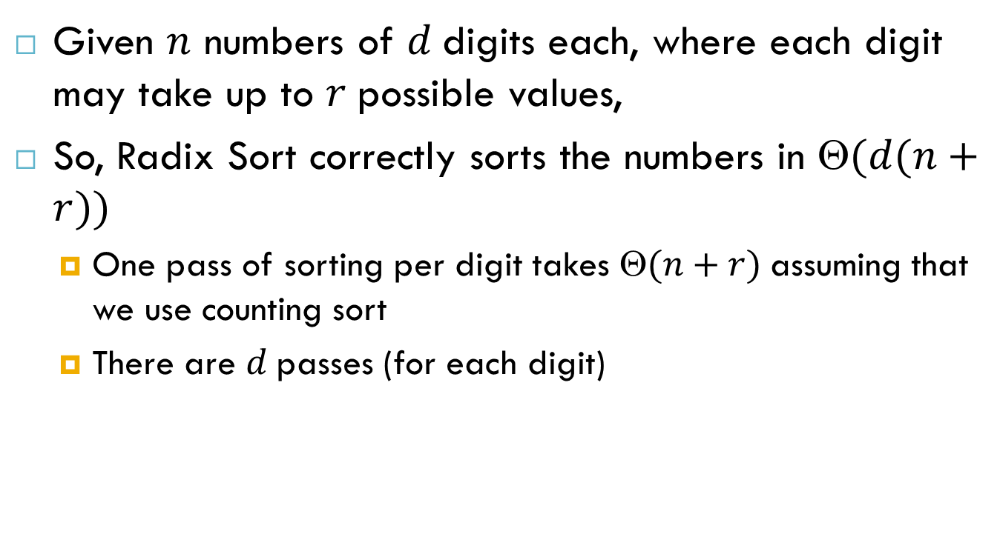 Given n numbers of d digits each, where each digit
may take up to r possible values,
So, Radix Sort correctly sorts the numbers in Θ(d(n +
r))
One pass of sorting per digit takes Θ(n + r) assuming that
we use counting sort
There are d passes (for each digit)